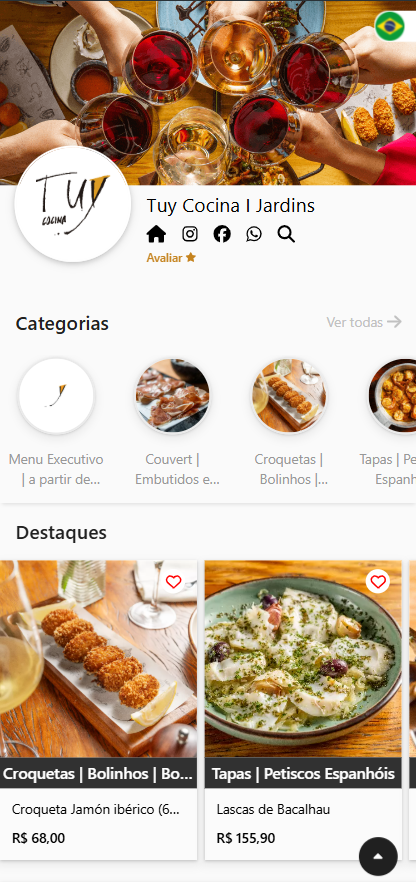 Tuy
COCINA
Tuy Cocina I Jardins
Avaliar
Categorias
Ver todas
Menu Executivo
| a partir de...
Couvert |
Embutidos e...
Croquetas |
Bolinhos |...
Tapas | Pe
Espanh
Destaques
Croquetas | Bolinhos | Bo...
Tapas | Petiscos Espanhóis
Croqueta Jamón ibérico (6...
Lascas de Bacalhau
R$ 68,00
R$ 155,90